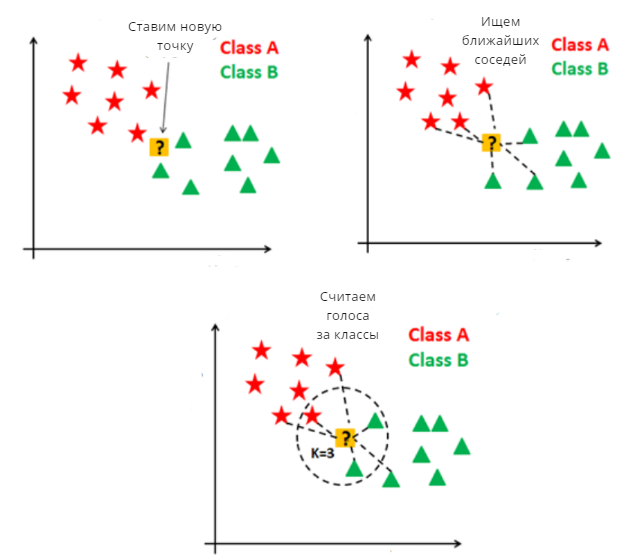 Ставим новую
точку
Class A
Class B
?
Ищем
ближайших
соседей
Class A
Class B
?
Считаем
голоса
за классы
Class A
Class B
?
K=3